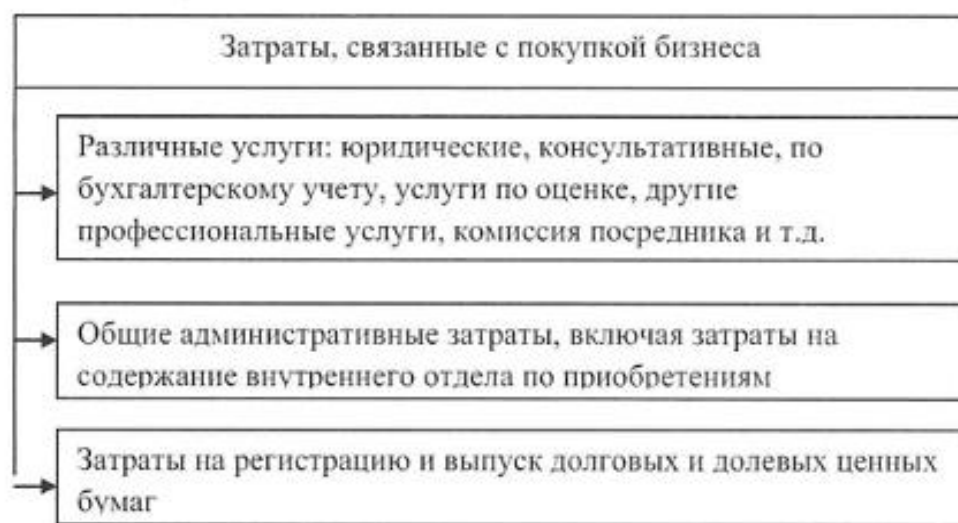 Затраты, связанные с покупкой бизнеса
Различные услуги: юридические, консультативные, по
бухгалтерскому учету, услуги по оценке, другие
профессиональные услуги, комиссия посредника и т.д.
Общие административные затраты, включая затраты на
содержание внутреннего отдела по приобретениям
Затраты на регистрацию и выпуск долговых и долевых ценных
бумаг